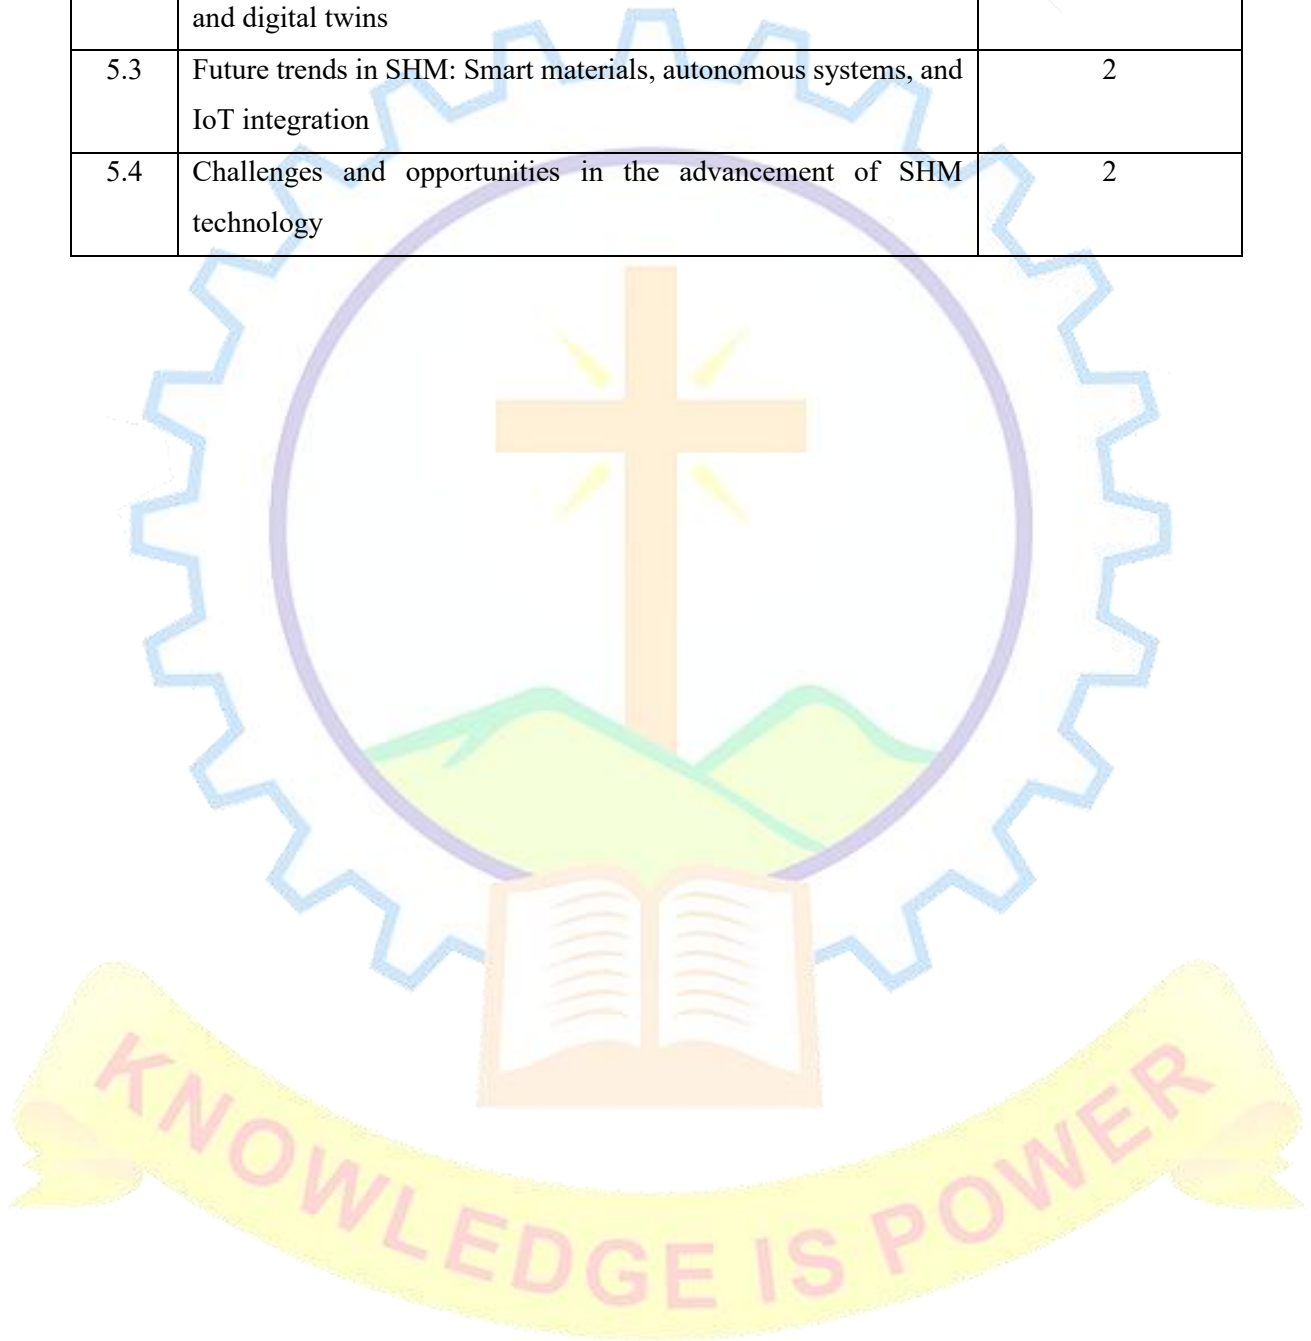 and digital twins
5.3 Future trends in SHM: Smart materials, autonomous systems, and 2
IoT integration
5.4 Challenges and opportunities in the advancement of SHM 2
technology
KNOWLEDGE IS POWER